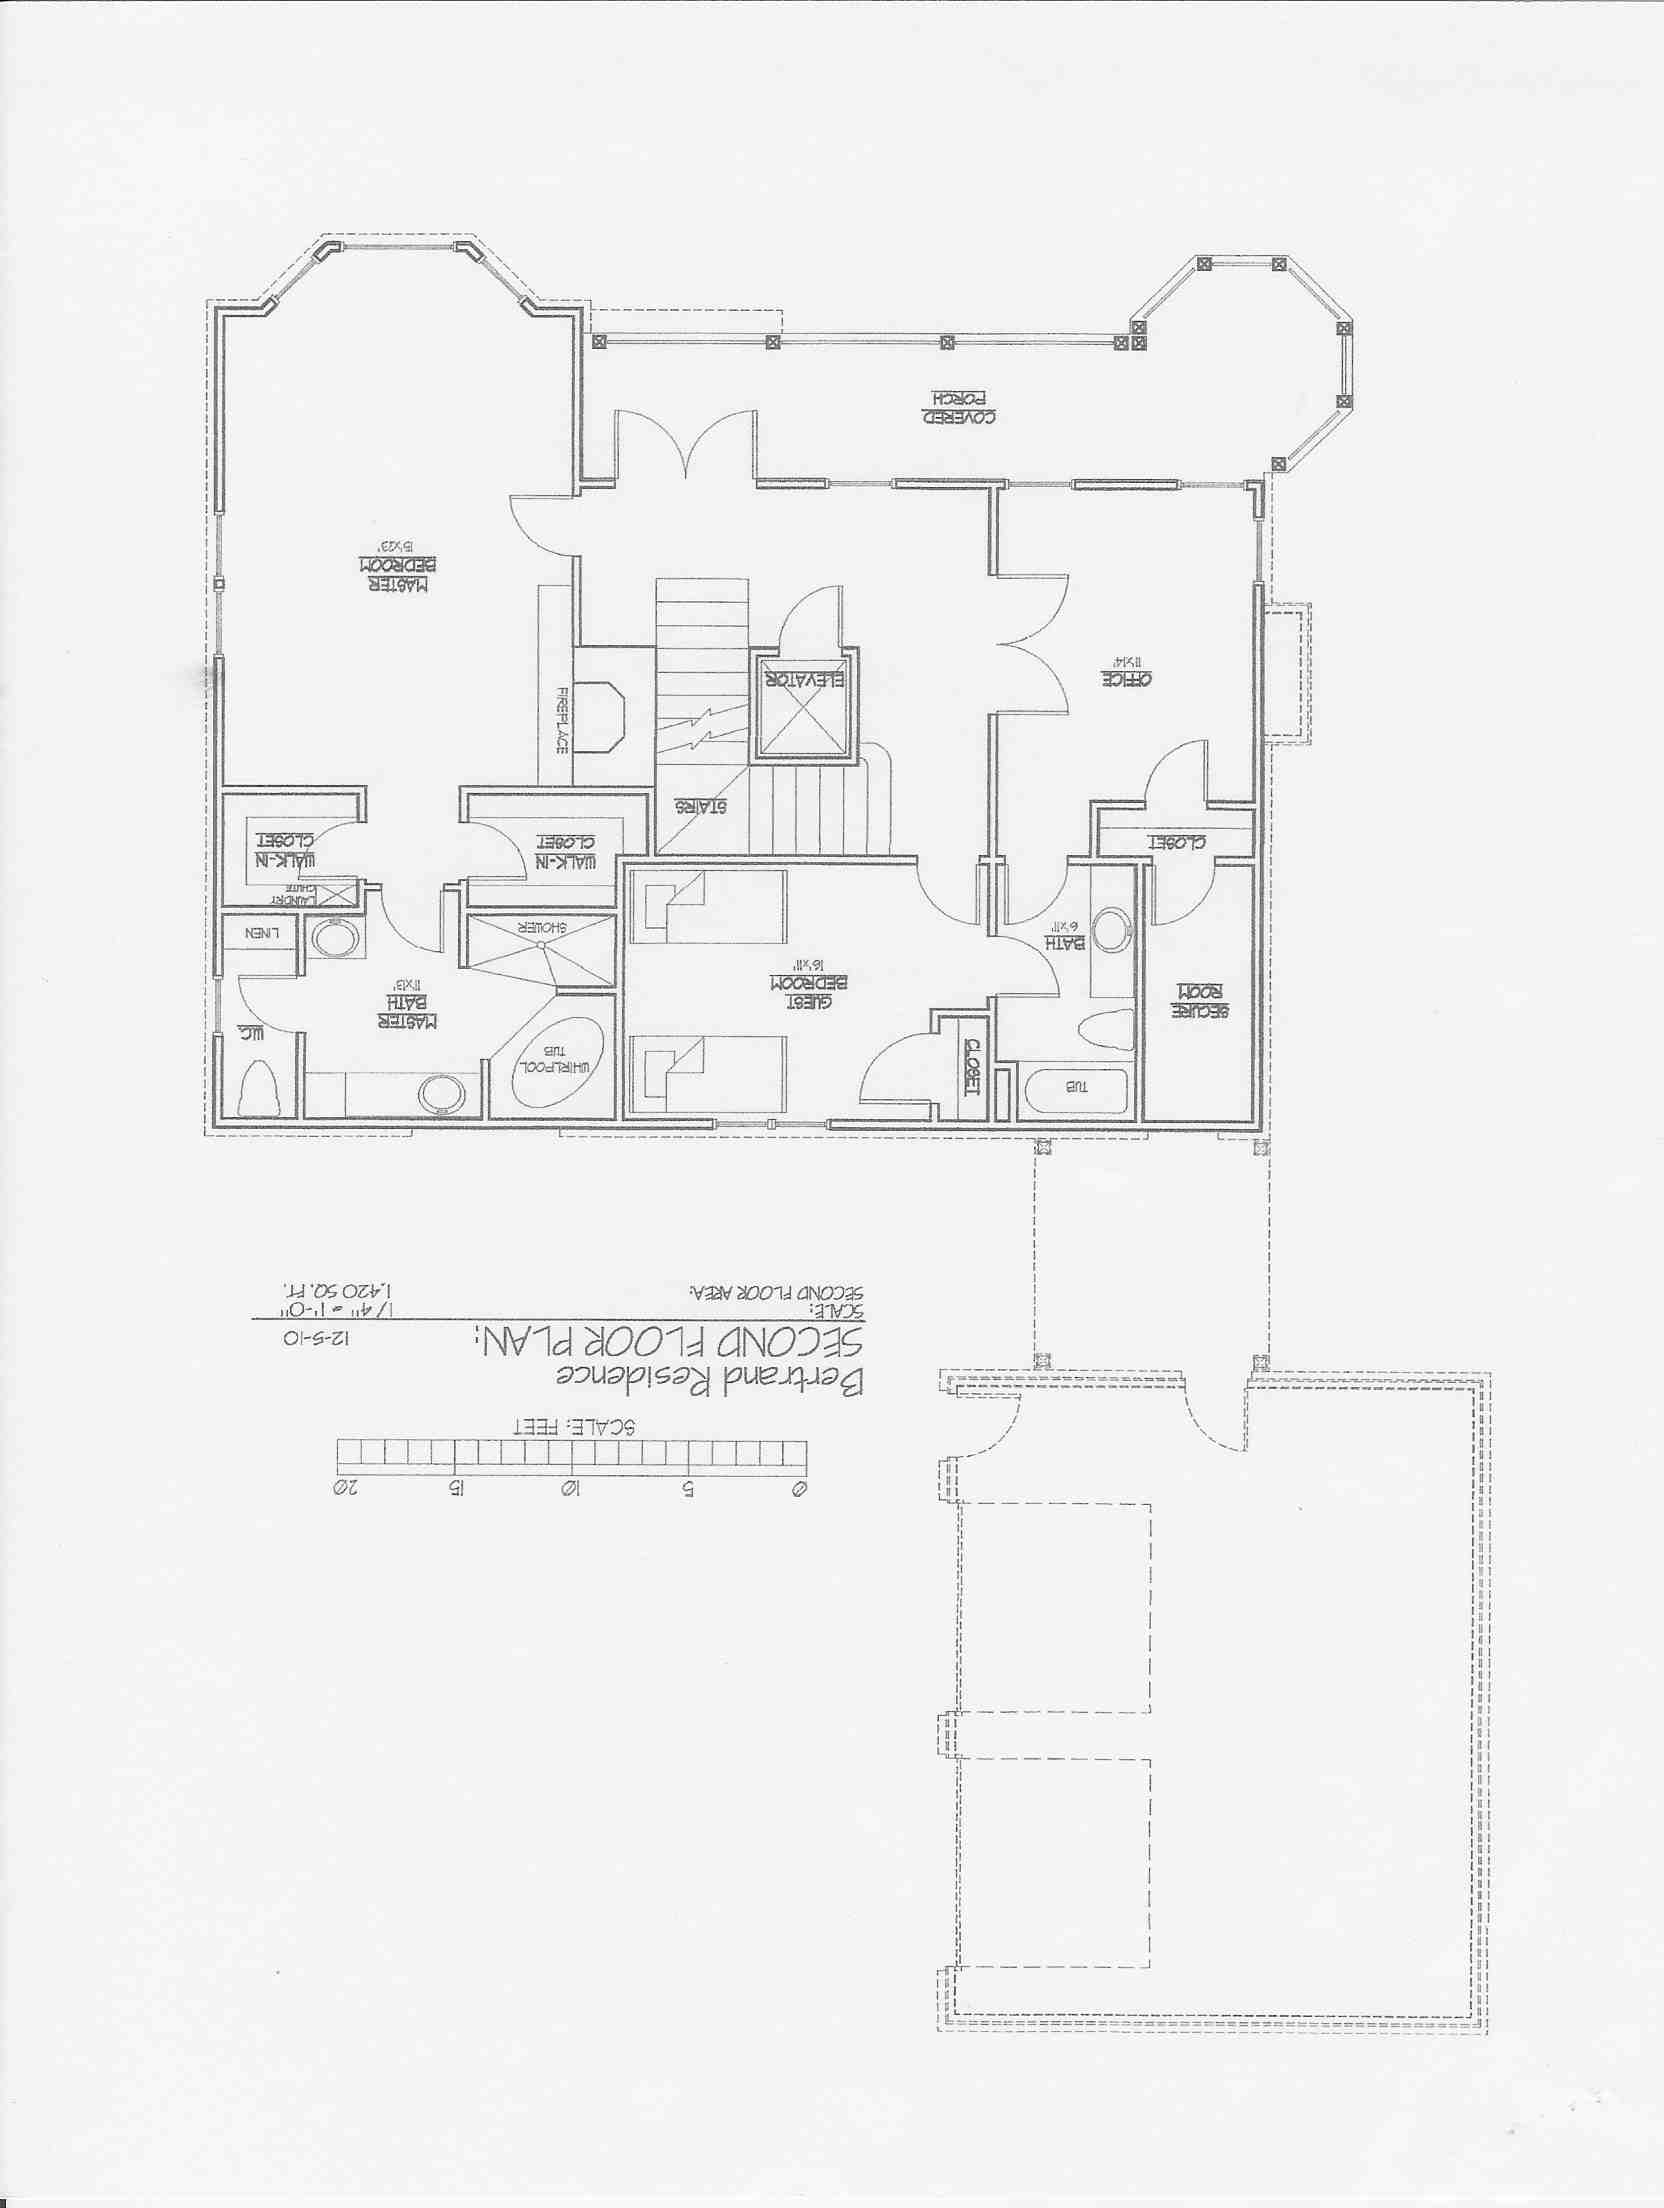 Bertrand Residence
SECOND FLOOR PLAN:
12-5-10
SCALE:
1/4" = 1'-0"
SECOND FLOOR AREA:
1,420 SQ. FT.
0 5 10 15 20
SCALE: FEET
TUB
SECURE
ROOM
BATH
6'x11'
CLOSET
GUEST
BEDROOM
16'x11'
WHIRLPOOL
TUB
SHOWER
MASTER
BATH
11'x13'
W.C.
LINEN
LAUNDRY
CHUTE
WALK-IN
CLOSET
WALK-IN
CLOSET
CLOSET
STAIRS
ELEVATOR
FIREPLACE
OFFICE
11'x14'
MASTER
BEDROOM
15'x23'
COVERED
PORCH